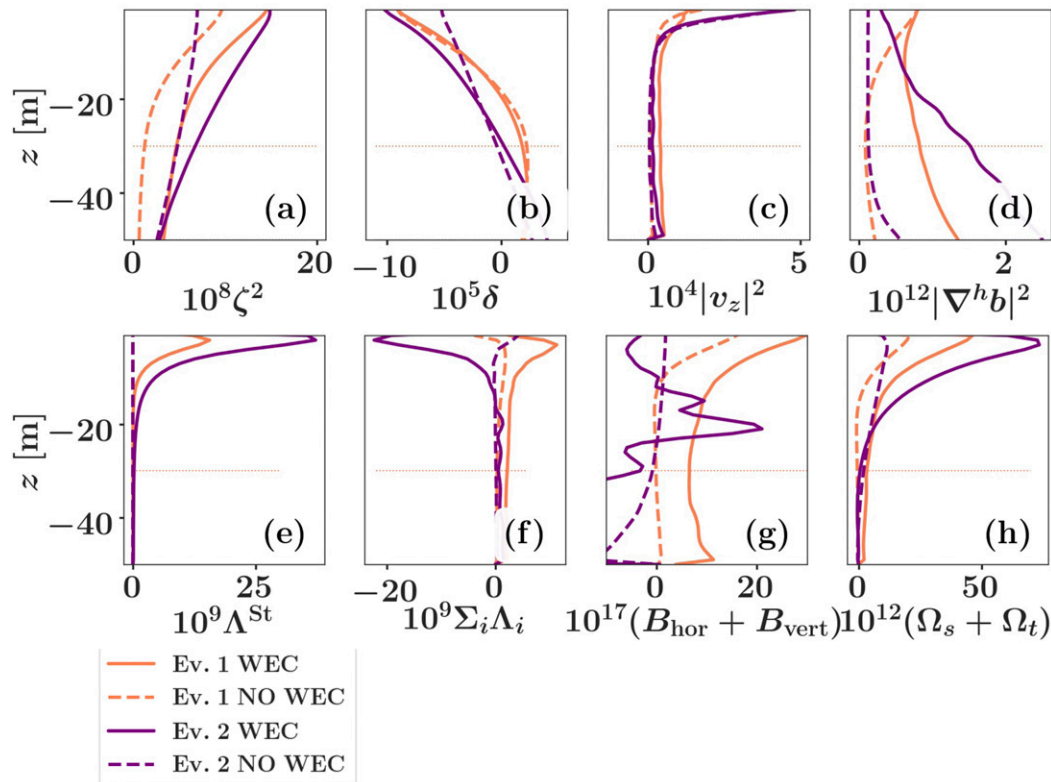 z [m]
−20
−40
(a)
(b)
(c)
(d)
0
20
−10
0
0
5
0
2
10⁸ζ²
10⁵δ
10⁴|v_z|²
10¹²|∇ʰb|²
z [m]
−20
−40
(e)
(f)
(g)
(h)
0
25
−20
0
0
20
0
50
10⁹Λ^St
10⁹Σ_iΛ_i
10¹⁷(B_hor + B_vert)
10¹²(Ω_s + Ω_t)
Ev. 1 WEC
Ev. 1 NO WEC
Ev. 2 WEC
Ev. 2 NO WEC